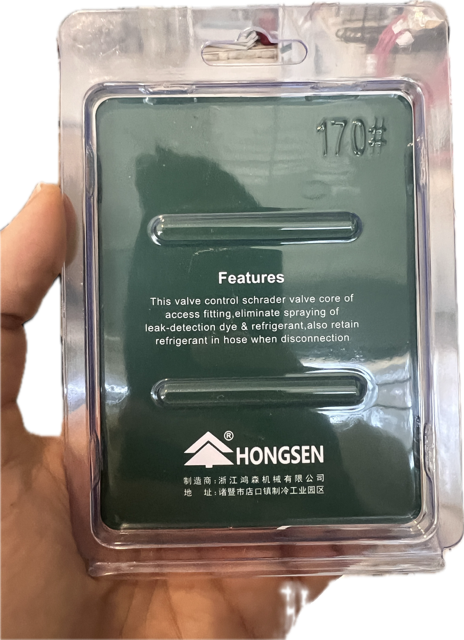 170#
Features
This valve control schrader valve core of
access fitting,eliminate spraying of
leak-detection dye & refrigerant,also retain
refrigerant in hose when disconnection
® HONGSEN
制造商:浙江鸿森机械有限公司
地 址:诸暨市店口镇制冷工业园区